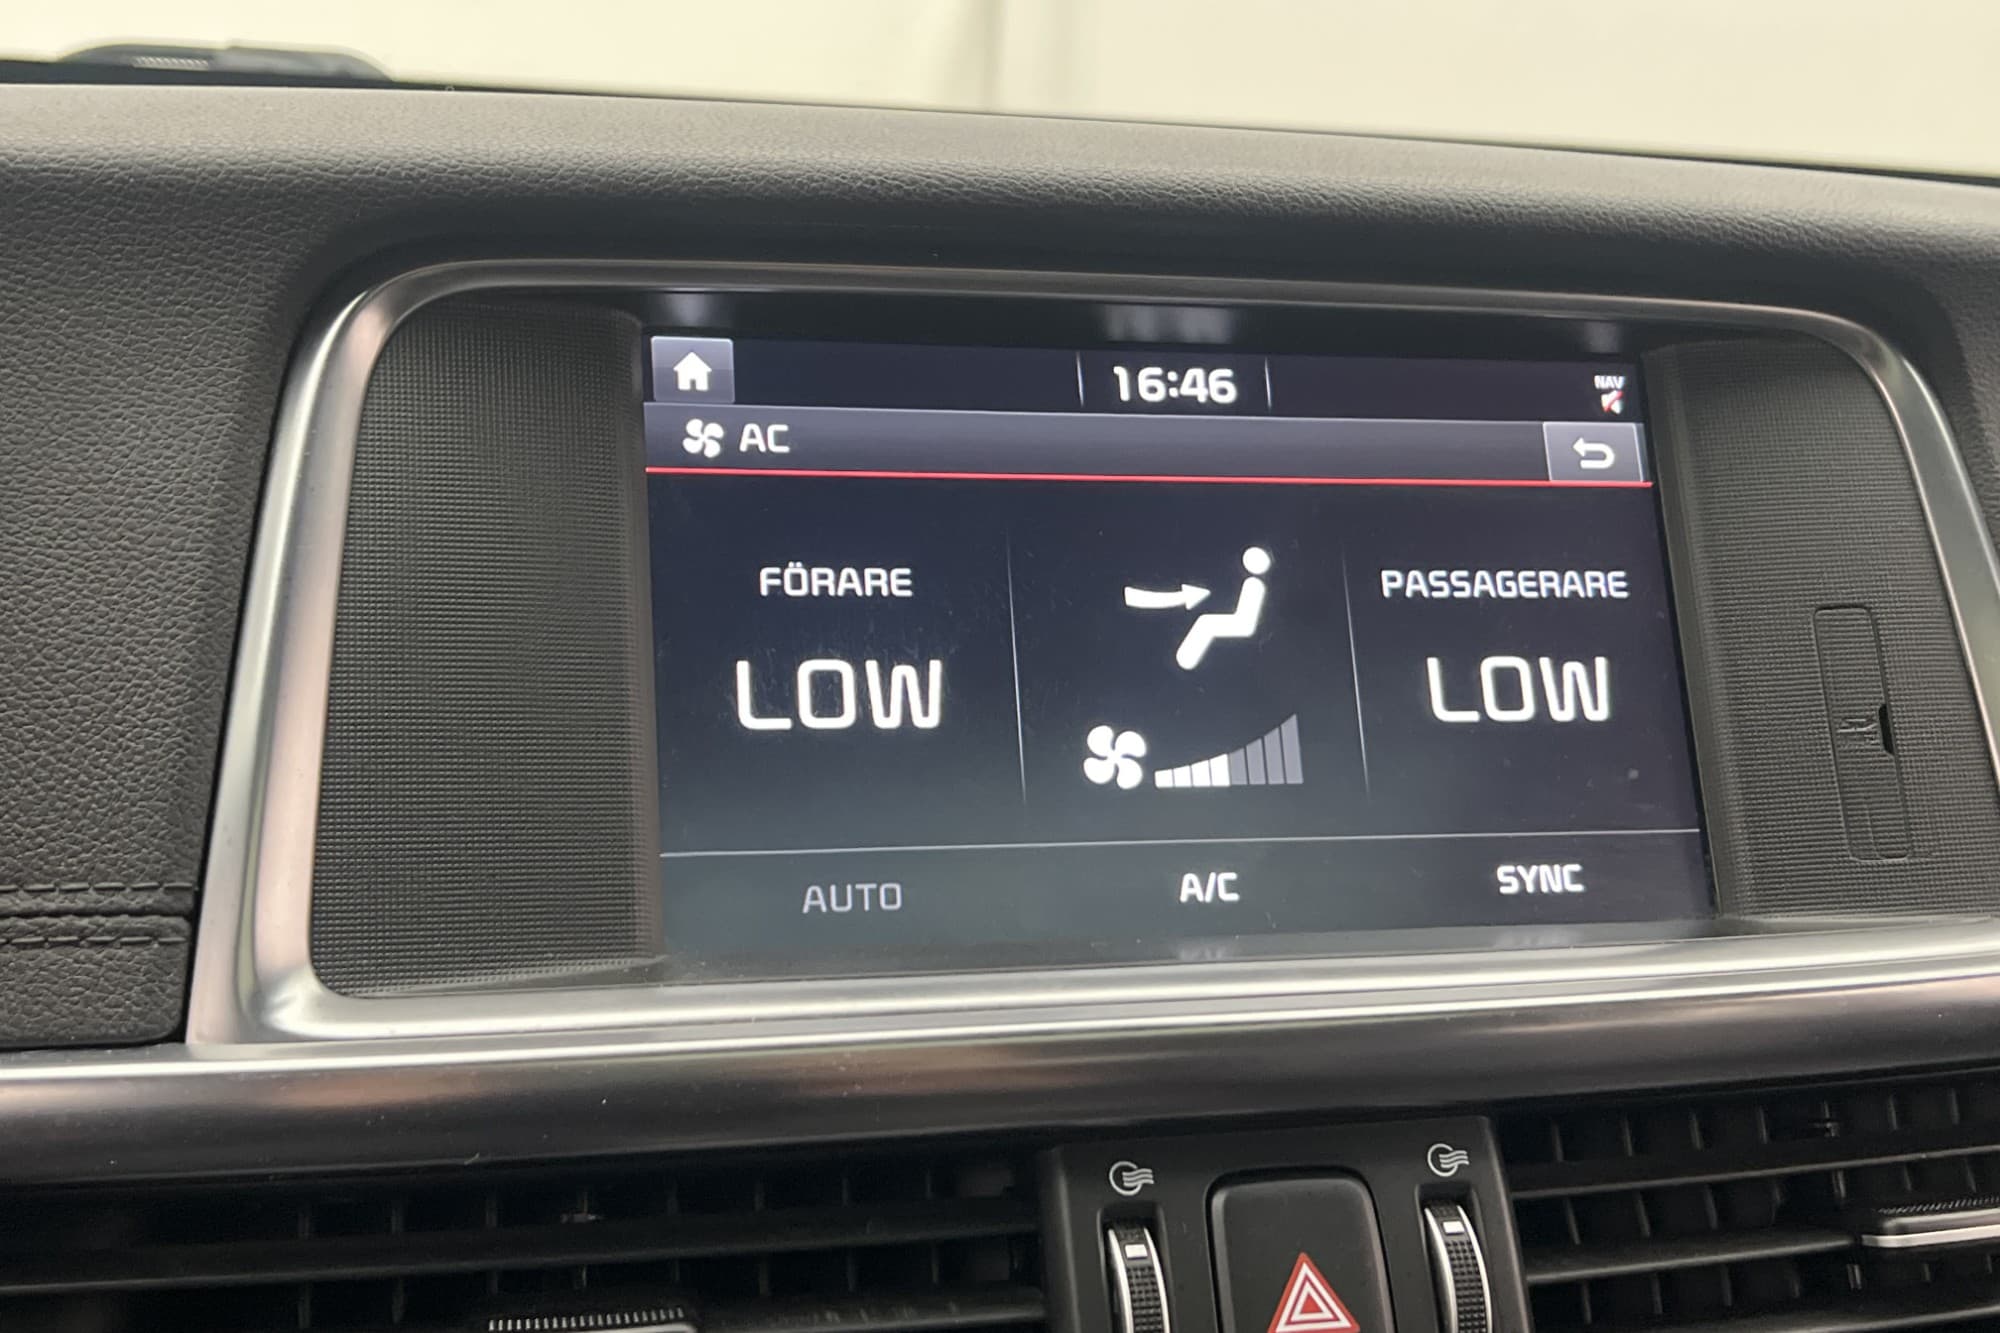 16:46
NAV
AC
FÖRARE
PASSAGERARE
LOW
LOW
AUTO
A/C
SYNC